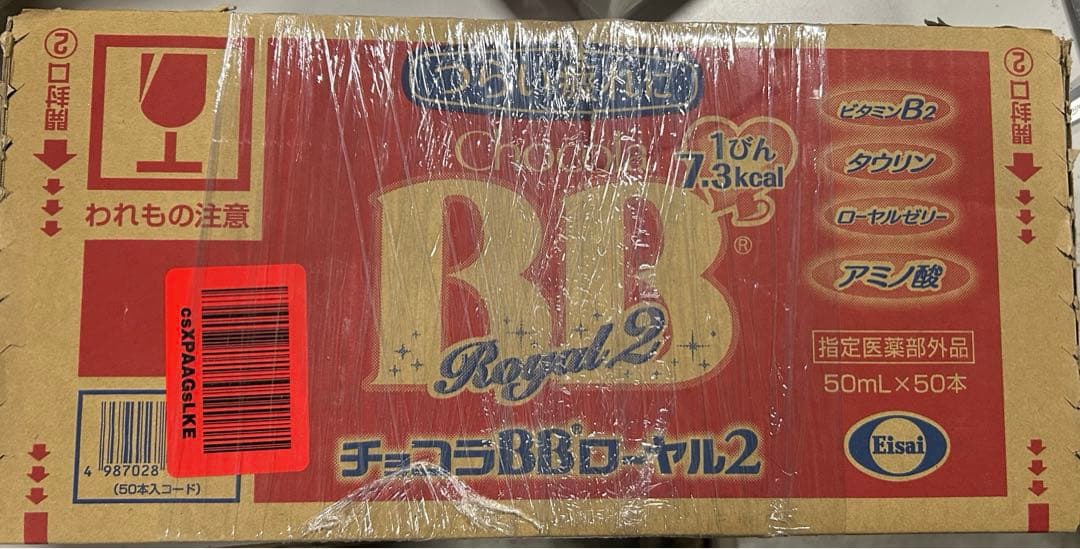 ②
開封口
われもの注意
つらい疲れに
Chocola
BB
®
Royal 2
1びん
7.3kcal
チョコラBB®ローヤル2
ビタミンB2
タウリン
ローヤルゼリー
アミノ酸
指定医薬部外品
50mL×50本
Eisai
②
開封口
csXPAAGsLKE
4 987028
(50本入コード)